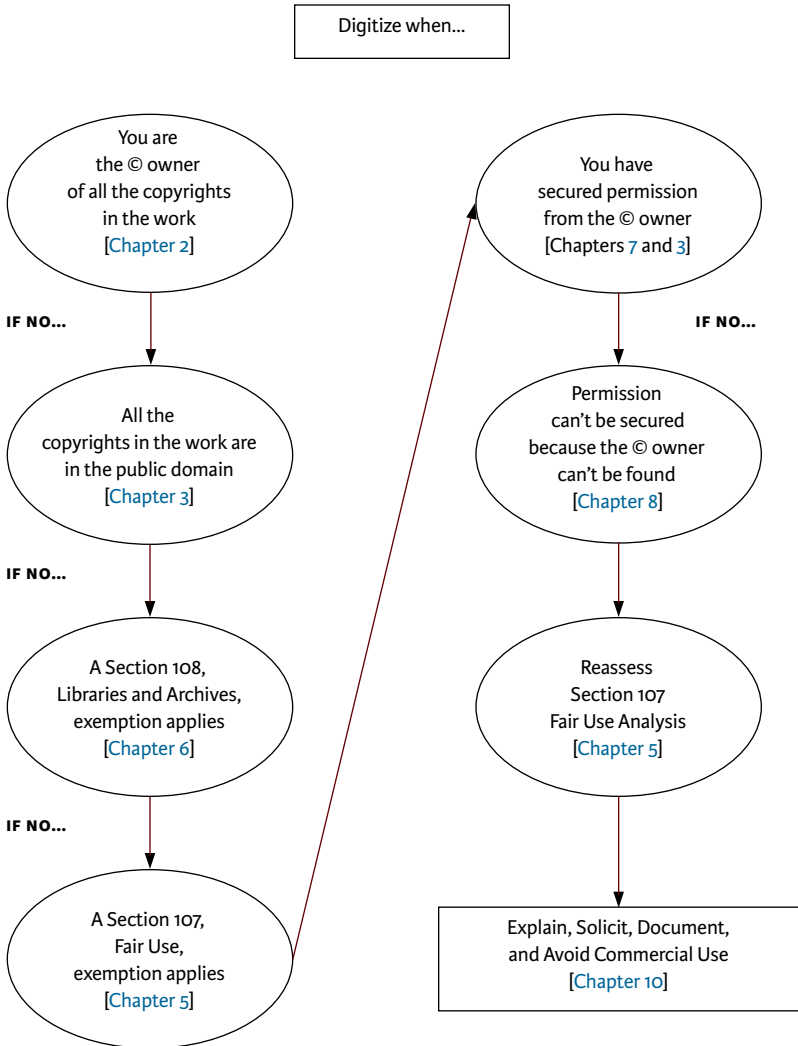 Digitize when...
You are
the © owner
of all the copyrights
in the work
[Chapter 2]
IF NO...
All the
copyrights in the work are
in the public domain
[Chapter 3]
IF NO...
A Section 108,
Libraries and Archives,
exemption applies
[Chapter 6]
IF NO...
A Section 107,
Fair Use,
exemption applies
[Chapter 5]
You have
secured permission
from the © owner
[Chapters 7 and 3]
IF NO...
Permission
can't be secured
because the © owner
can't be found
[Chapter 8]
Reassess
Section 107
Fair Use Analysis
[Chapter 5]
Explain, Solicit, Document,
and Avoid Commercial Use
[Chapter 10]